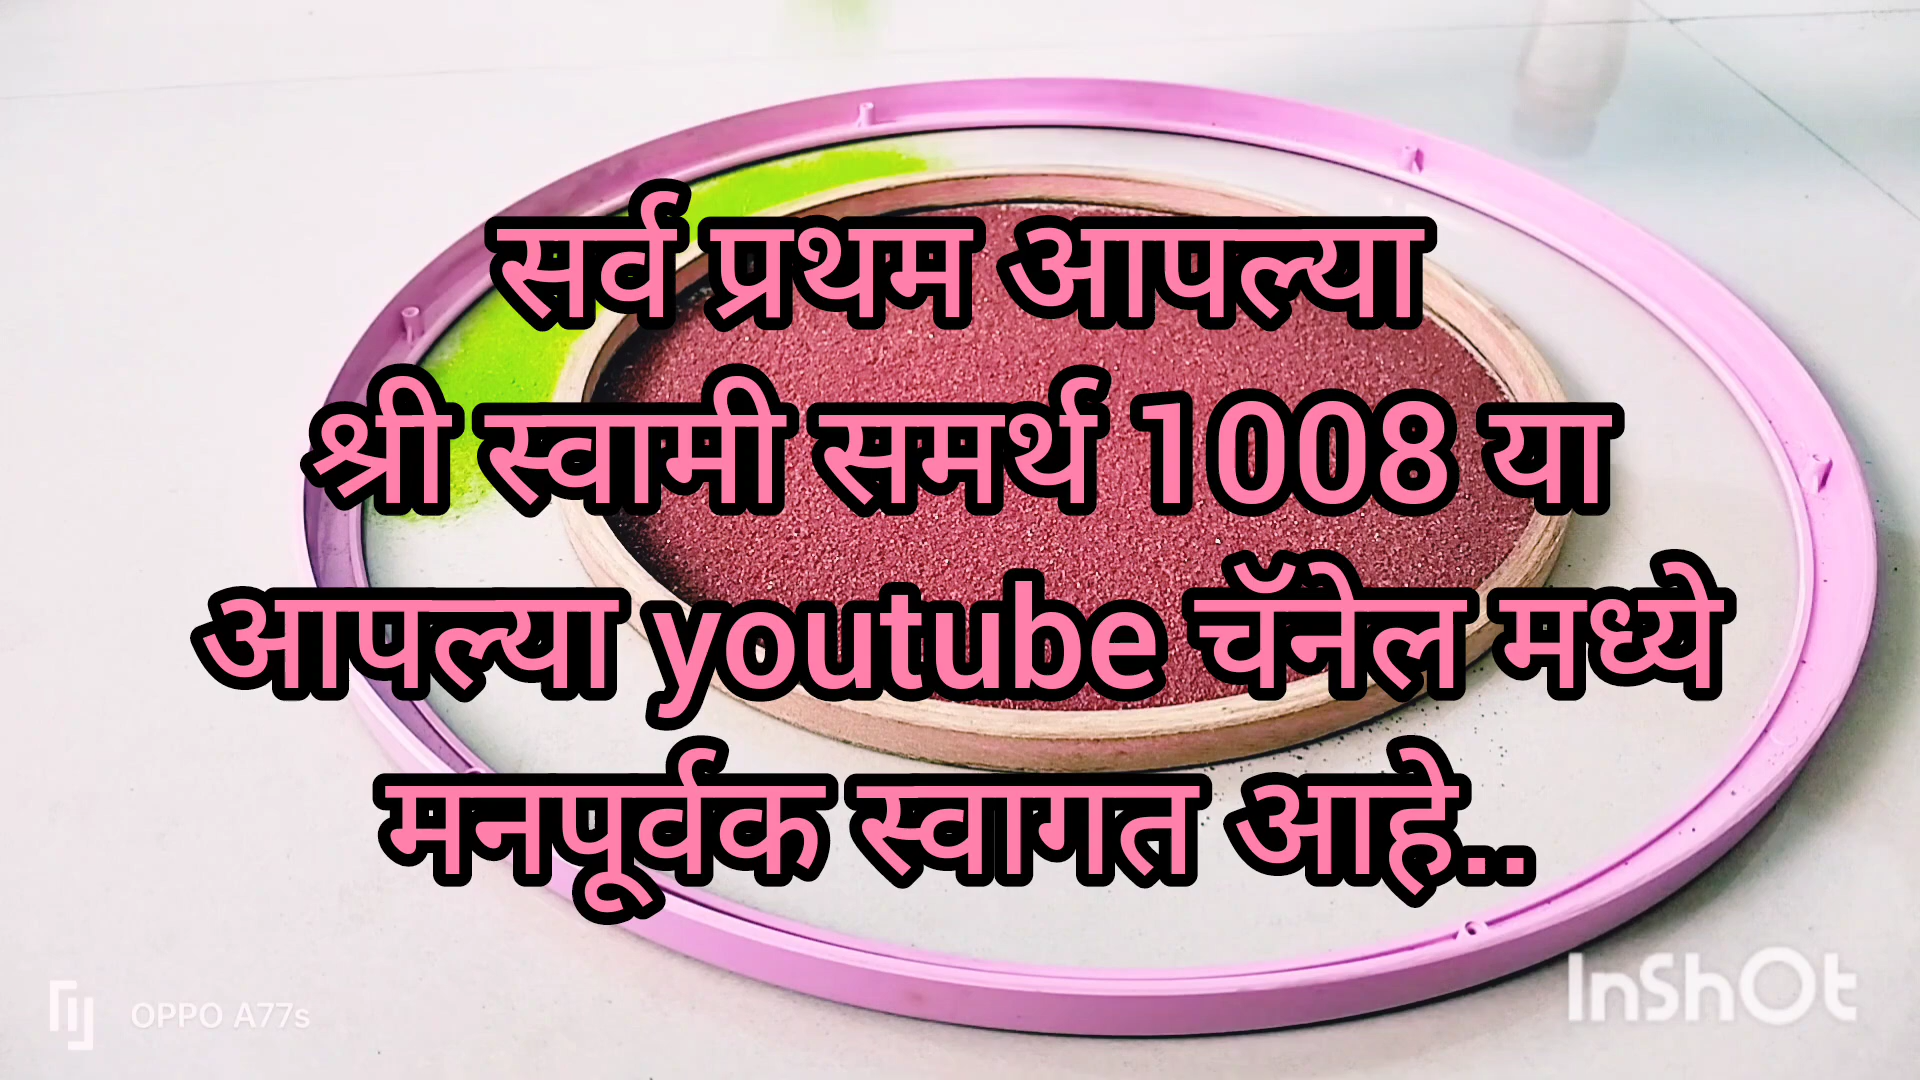 सर्व प्रथम आपल्या
श्री स्वामी समर्थ 1008 या
आपल्या youtube चॅनेल मध्ये
मनपूर्वक स्वागत आहे..
OPPO A77s
InShOt